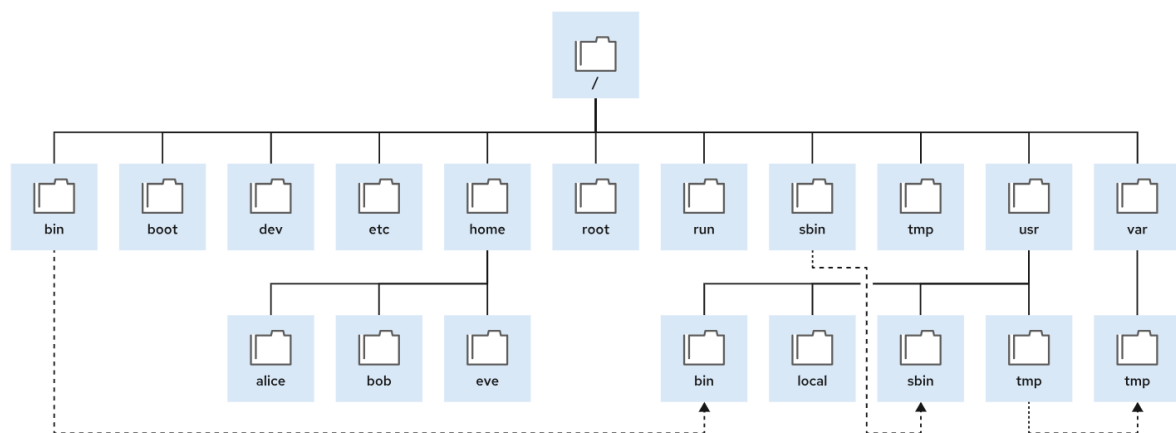 /
bin boot dev etc home root run sbin tmp usr var
alice bob eve bin local sbin tmp tmp